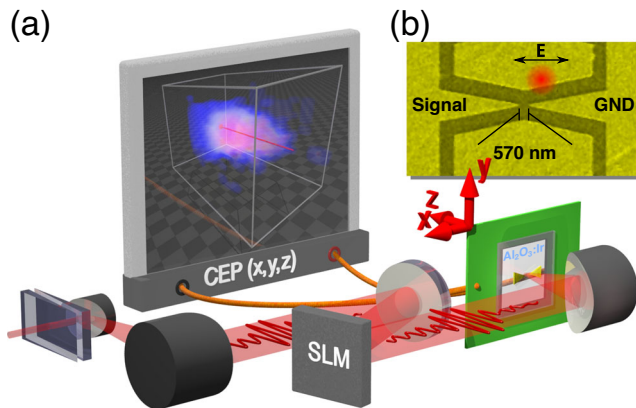 (a)
(b)
E
Signal
GND
570 nm
y
z
x
Al₂O₃:Ir
CEP (x,y,z)
SLM